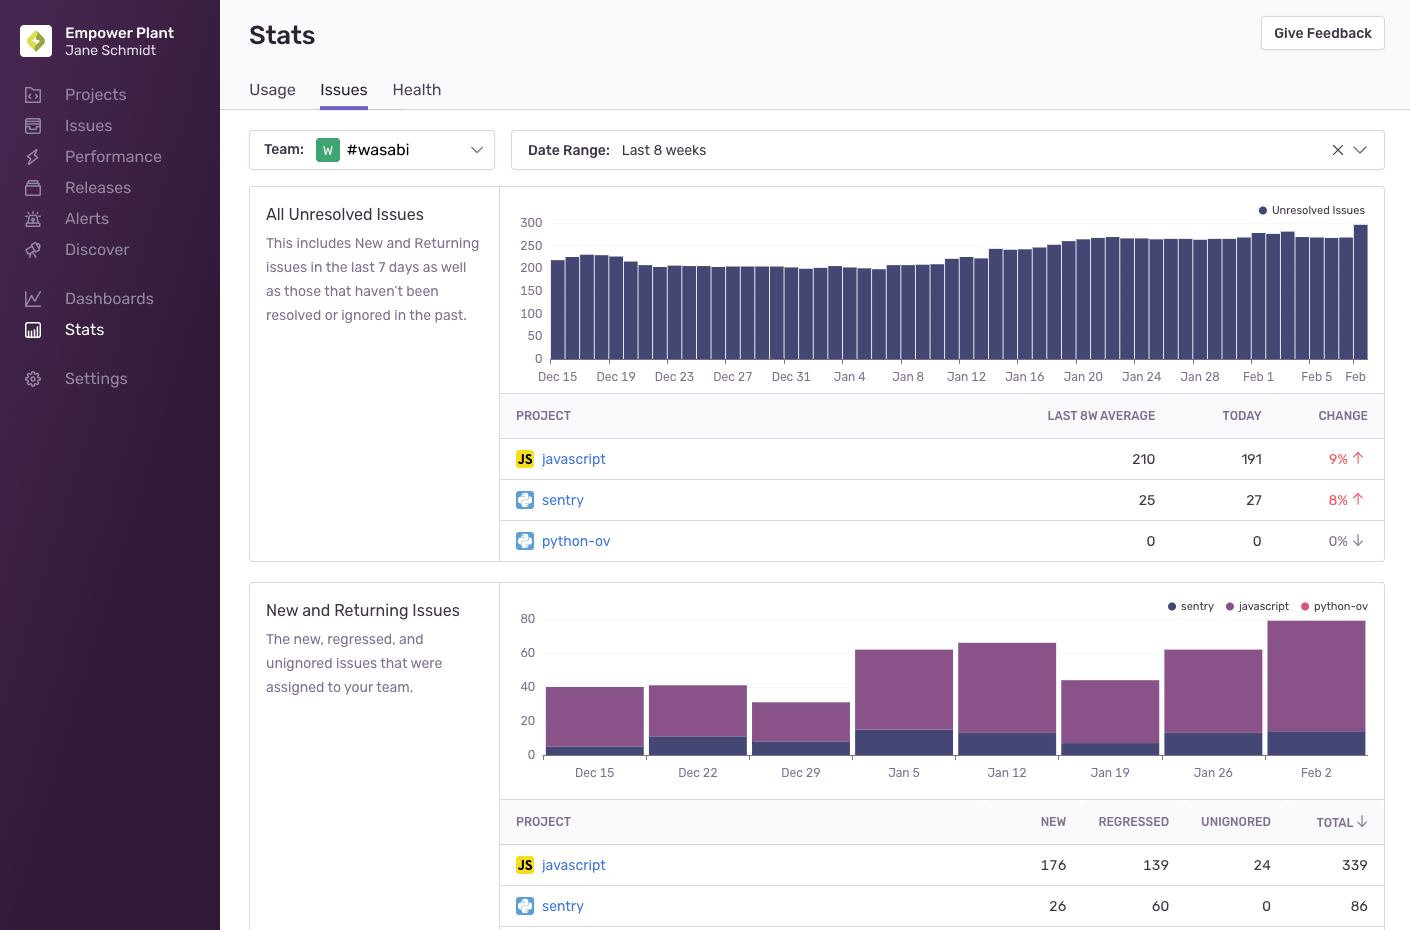 Empower Plant
Jane Schmidt
Projects
Issues
Performance
Releases
Alerts
Discover
Dashboards
Stats
Settings
Stats
Give Feedback
Usage Issues Health
Team: W #wasabi
Date Range: Last 8 weeks
All Unresolved Issues
This includes New and Returning
issues in the last 7 days as well
as those that haven't been
resolved or ignored in the past.
Unresolved Issues
300
250
200
150
100
50
0
Dec 15 Dec 19 Dec 23 Dec 27 Dec 31 Jan 4 Jan 8 Jan 12 Jan 16 Jan 20 Jan 24 Jan 28 Feb 1 Feb 5 Feb
PROJECT LAST 8W AVERAGE TODAY CHANGE
JS javascript 210 191 9% ↑
sentry 25 27 8% ↑
python-ov 0 0 0% ↓
New and Returning Issues
The new, regressed, and
unignored issues that were
assigned to your team.
sentry javascript python-ov
80
60
40
20
0
Dec 15 Dec 22 Dec 29 Jan 5 Jan 12 Jan 19 Jan 26 Feb 2
PROJECT NEW REGRESSED UNIGNORED TOTAL ↓
JS javascript 176 139 24 339
sentry 26 60 0 86